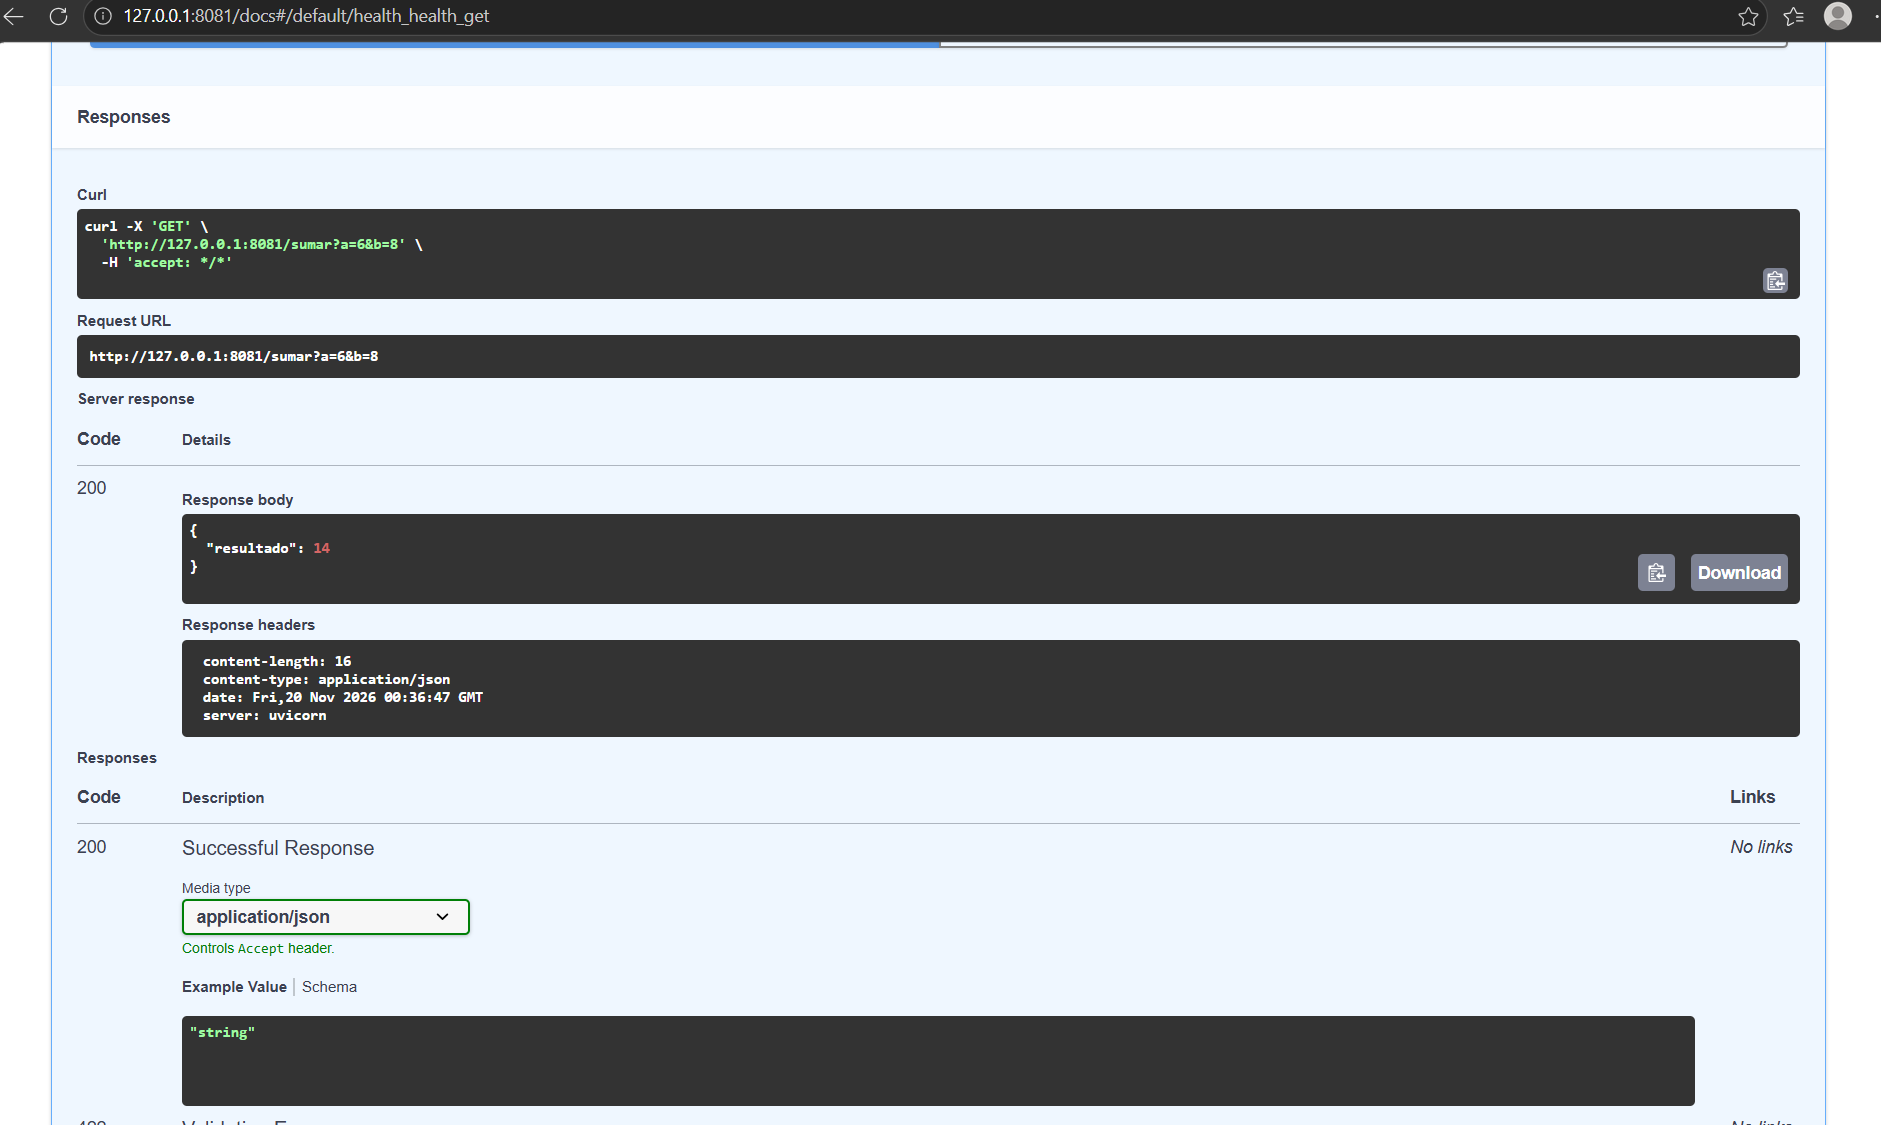 127.0.0.1:8081/docs#/default/health_health_get
Responses
Curl
curl -X 'GET' \
'http://127.0.0.1:8081/sumar?a=6&b=8' \
-H 'accept: */*'
Request URL
http://127.0.0.1:8081/sumar?a=6&b=8
Server response
Code Details
200
Response body
{
"resultado": 14
}
Download
Response headers
content-length: 16
content-type: application/json
date: Fri,20 Nov 2026 00:36:47 GMT
server: uvicorn
Responses
Code Description Links
200 Successful Response No links
Media type
application/json
Controls Accept header.
Example Value Schema
"string"